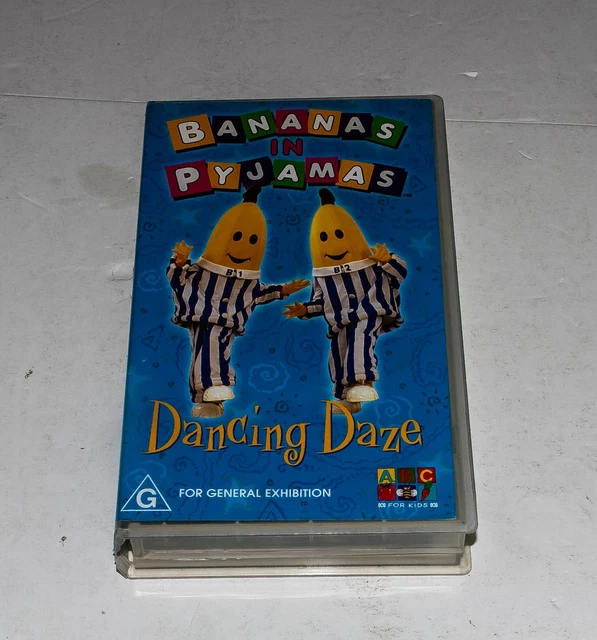 BANANAS
IN
PYJAMAS
B1
B2
Dancing Daze
G FOR GENERAL EXHIBITION
ABC
FOR KIDS